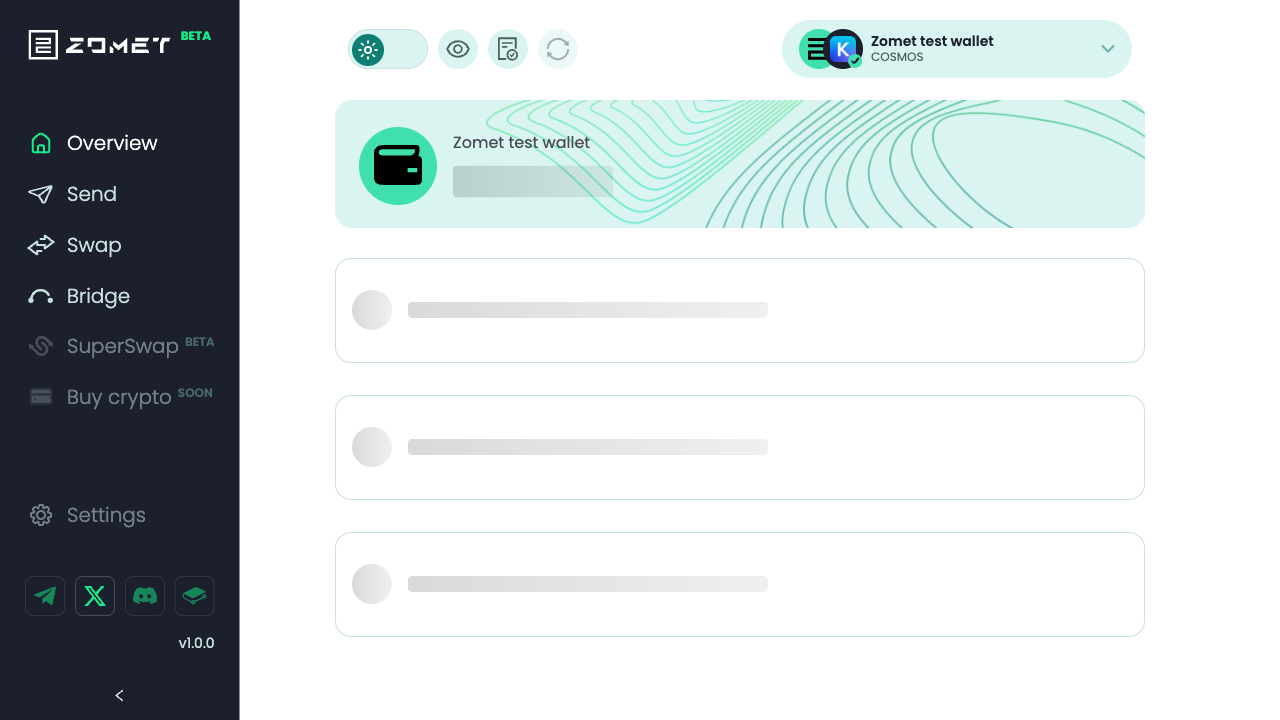 ZOMET BETA
Overview
Send
Swap
Bridge
SuperSwap BETA
Buy crypto SOON
Settings
v1.0.0
Zomet test wallet
COSMOS
Zomet test wallet